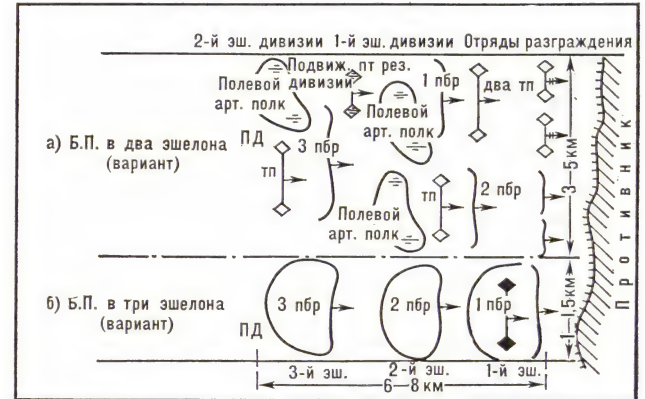 2-й эш. дивизии 1-й эш. дивизии Отряды разграждения
Подвиж. пт рез.
дивизии
Полевой
арт. полк
1 пбр
два тп
Полевой
арт. полк
а) Б.П. в два эшелона
(вариант)
ПД
3 пбр
тп
тп
2 пбр
Полевой
арт. полк
3—5 км
Противник
б) Б.П. в три эшелона
(вариант)
ПД
3 пбр
2 пбр
1 пбр
1—1,5км
3-й эш.
2-й эш.
1-й эш.
6—8 км